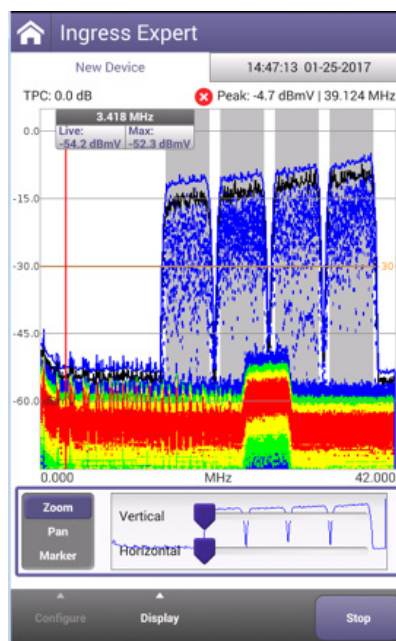 Ingress Expert
New Device
14:47:13 01-25-2017
TPC: 0.0 dB
Peak: -4.7 dBmV | 39.124 MHz
3.418 MHz
Live: Max:
-54.2 dBmV -52.3 dBmV
0.0
-15.0
-30.0
-30
-45.0
-60.0
0.000 MHz 42.000
Zoom
Pan
Marker
Vertical
Horizontal
Configure
Display
Stop